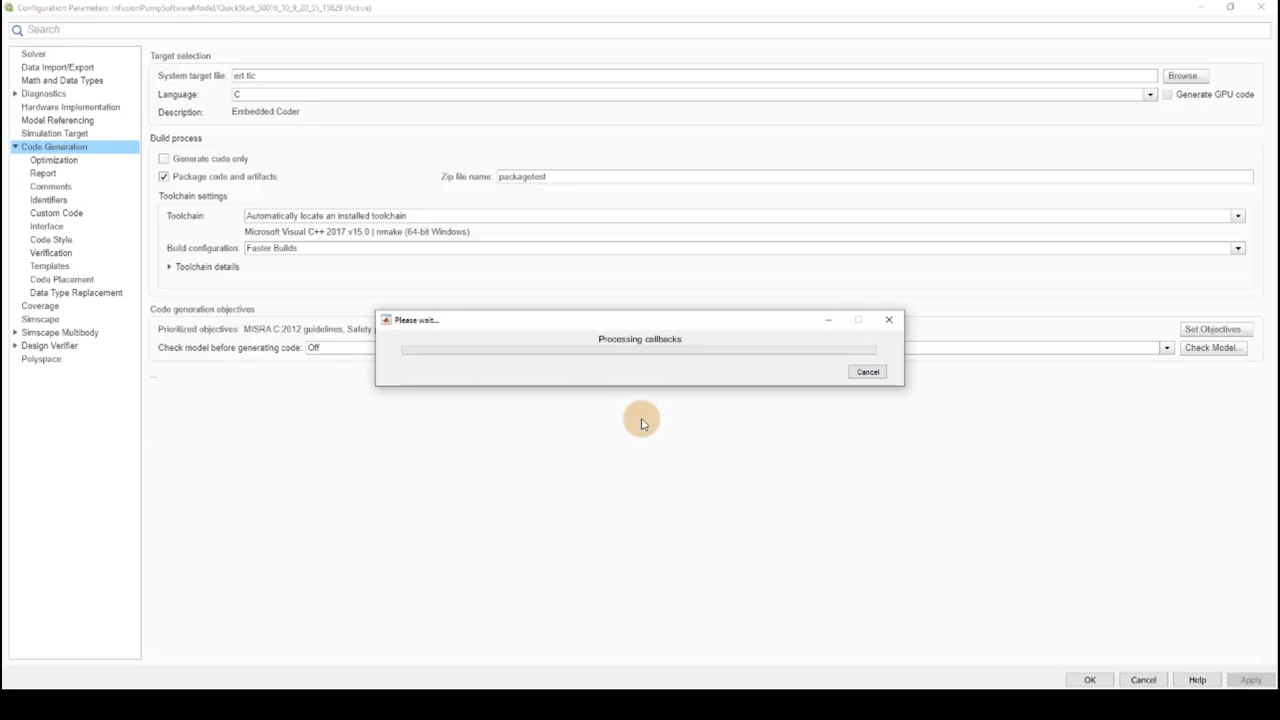 Configuration Parameters: InfusionPumpSoftwareModel/QuickStart_S0016_10_9_20_55_15829 (Active)
Search
Solver
Data Import/Export
Math and Data Types
Diagnostics
Hardware Implementation
Model Referencing
Simulation Target
Code Generation
Optimization
Report
Comments
Identifiers
Custom Code
Interface
Code Style
Verification
Templates
Code Placement
Data Type Replacement
Coverage
Simscape
Simscape Multibody
Design Verifier
Polyspace
Target selection
System target file: ert.tlc
Browse...
Language: C
Generate GPU code
Description: Embedded Coder
Build process
Generate code only
Package code and artifacts
Zip file name: packagetest
Toolchain settings
Toolchain: Automatically locate an installed toolchain
Microsoft Visual C++ 2017 v15.0 | nmake (64-bit Windows)
Build configuration: Faster Builds
Toolchain details
Code generation objectives
Prioritized objectives: MISRA C:2012 guidelines, Safety
Set Objectives...
Check model before generating code: Off
Check Model...
...
Please wait...
Processing callbacks
Cancel
OK
Cancel
Help
Apply